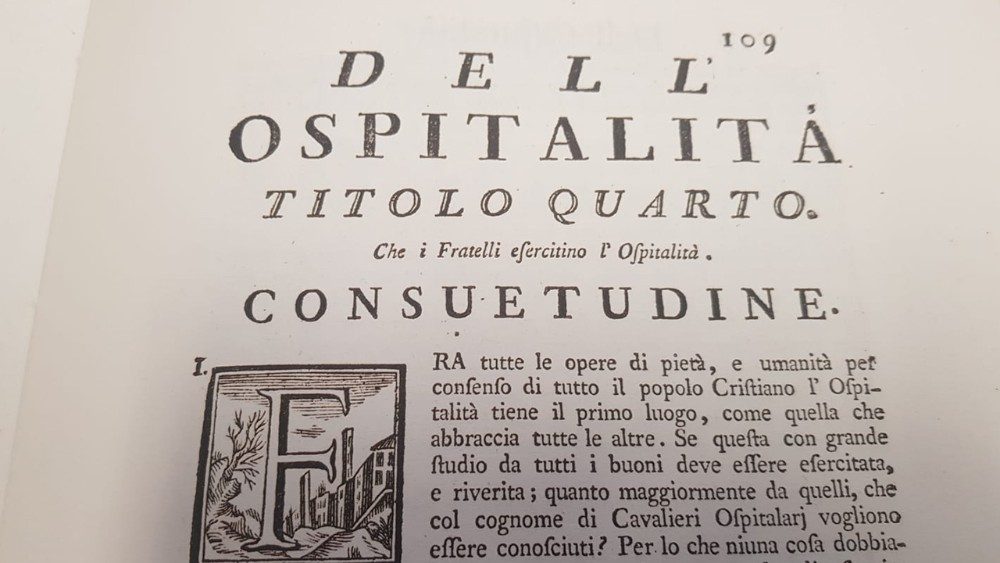 109
DELL'
OSPITALITÀ
TITOLO QUARTO.
Che i Fratelli eſercitino l' Oſpitalità.
CONSUETUDINE.
I. FRA tutte le opere di pietà, e umanità per
conſenſo di tutto il popolo Criſtiano l' Oſpi-
talità tiene il primo luogo, come quella che
abbraccia tutte le altre. Se queſta con grande
ſtudio da tutti i buoni deve eſſere eſercitata,
e riverita; quanto maggiormente da quelli, che
col cognome di Cavalieri Oſpitalarj vogliono
eſſere conoſciuti? Per lo che niuna coſa dobbia-